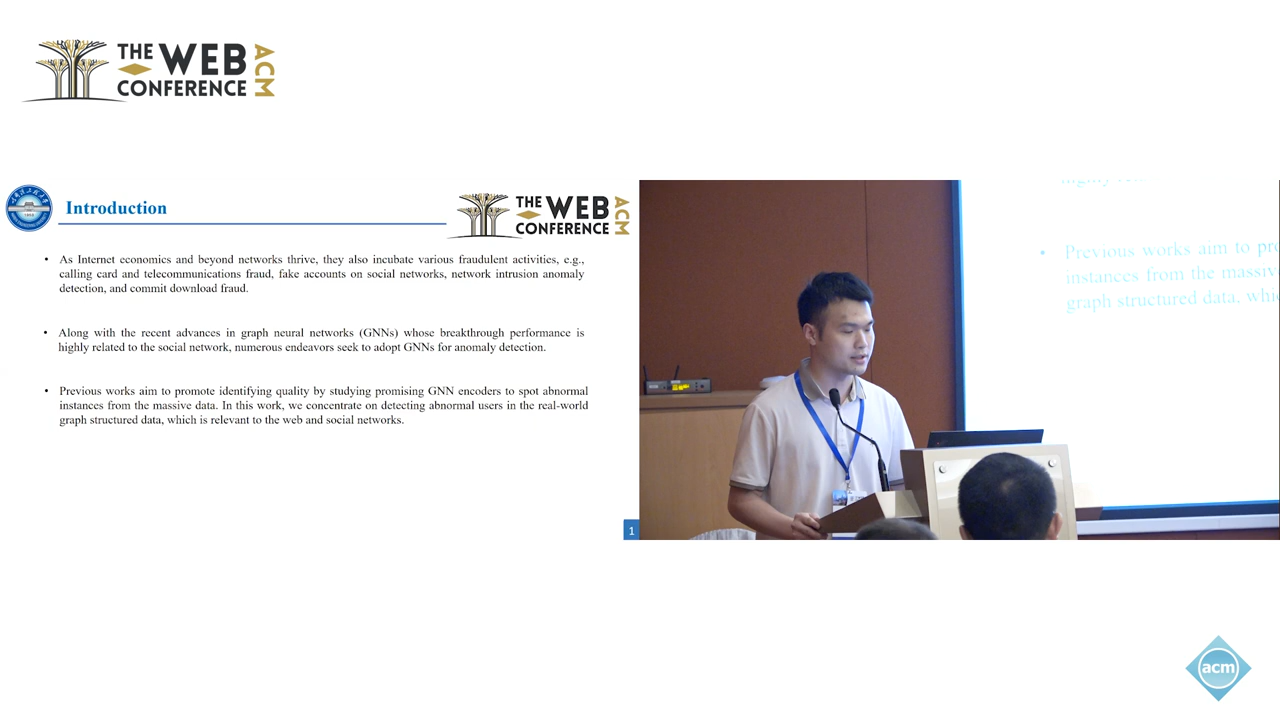 THE WEB
CONFERENCE
ACM
Introduction
THE WEB
CONFERENCE
ACM
• As Internet economics and beyond networks thrive, they also incubate various fraudulent activities, e.g.,
calling card and telecommunications fraud, fake accounts on social networks, network intrusion anomaly
detection, and commit download fraud.
• Along with the recent advances in graph neural networks (GNNs) whose breakthrough performance is
highly related to the social network, numerous endeavors seek to adopt GNNs for anomaly detection.
• Previous works aim to promote identifying quality by studying promising GNN encoders to spot abnormal
instances from the massive data. In this work, we concentrate on detecting abnormal users in the real-world
graph structured data, which is relevant to the web and social networks.
1
• Previous works aim to
instances from the
graph structured data,
acm